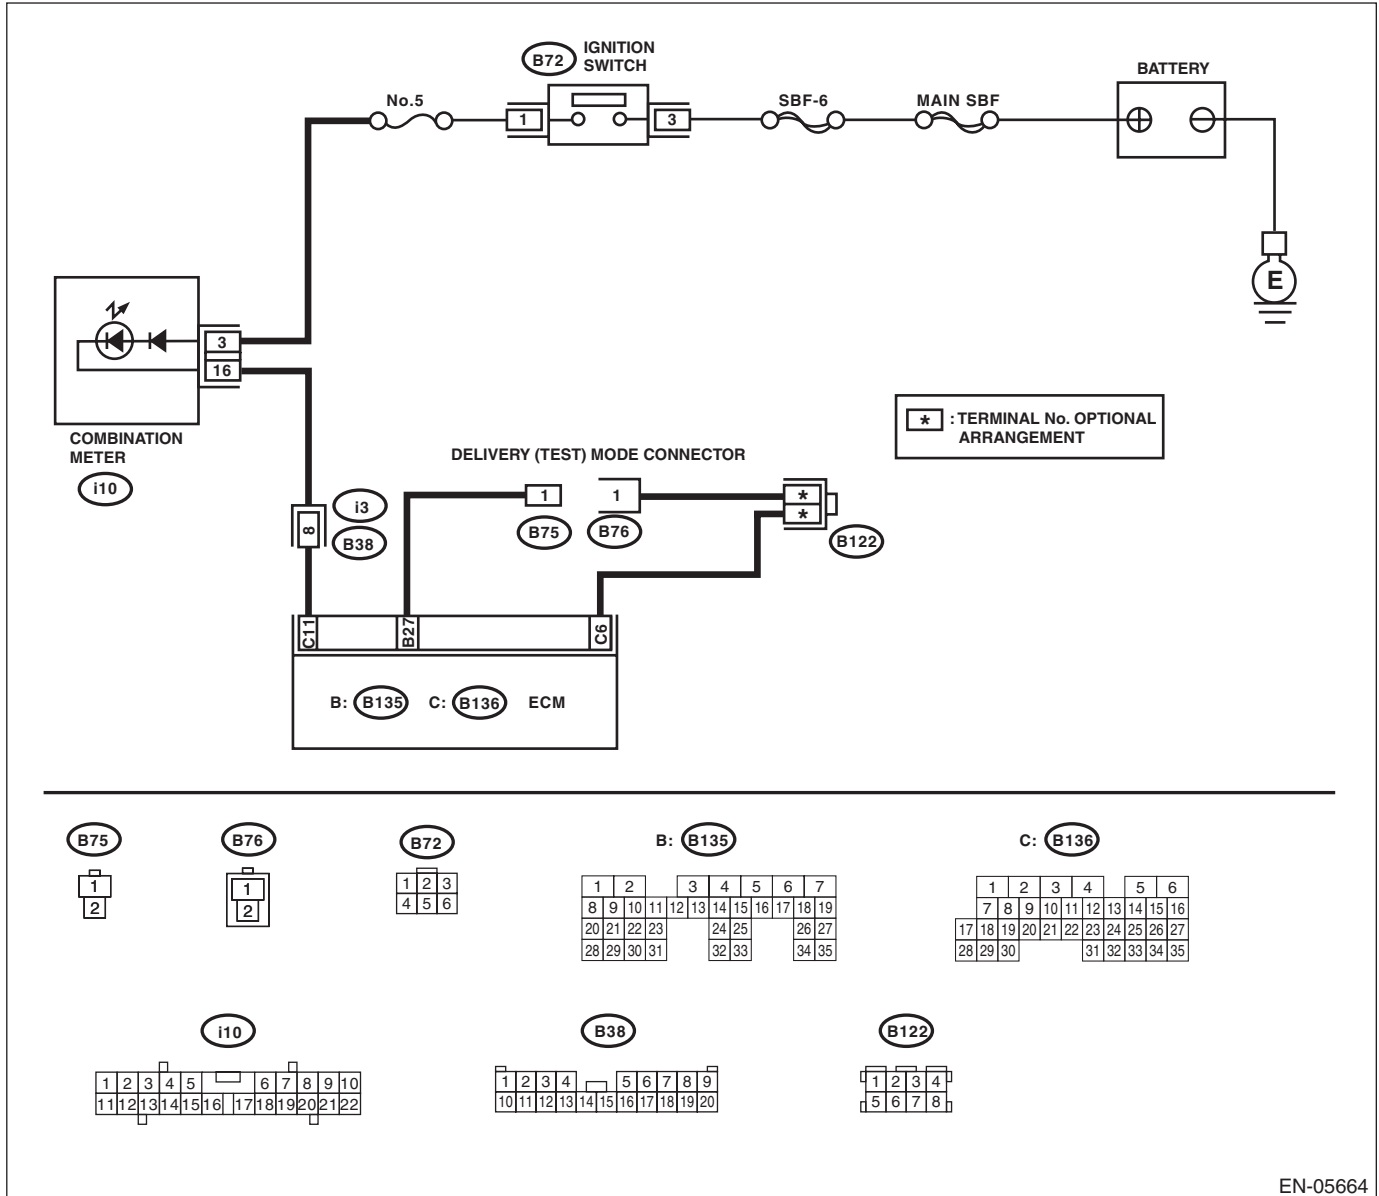 B72 IGNITION
SWITCH
BATTERY
No.5
1
3
SBF-6
MAIN SBF
E
3
16
COMBINATION
METER
i10
* : TERMINAL No. OPTIONAL
ARRANGEMENT
DELIVERY (TEST) MODE CONNECTOR
1
1
*
*
B75
B76
B122
8
i3
B38
C11
B27
C6
B: B135 C: B136 ECM
B75
B76
B72
B: B135
C: B136
1
2
1
2
1 2 3
4 5 6
1 2 3 4 5 6 7
8 9 10 11 12 13 14 15 16 17 18 19
20 21 22 23 24 25 26 27
28 29 30 31 32 33 34 35
1 2 3 4 5 6
7 8 9 10 11 12 13 14 15 16
17 18 19 20 21 22 23 24 25 26 27
28 29 30 31 32 33 34 35
i10
B38
B122
1 2 3 4 5 6 7 8 9 10
11 12 13 14 15 16 17 18 19 20 21 22
1 2 3 4 5 6 7 8 9
10 11 12 13 14 15 16 17 18 19 20
1 2 3 4
5 6 7 8
EN-05664